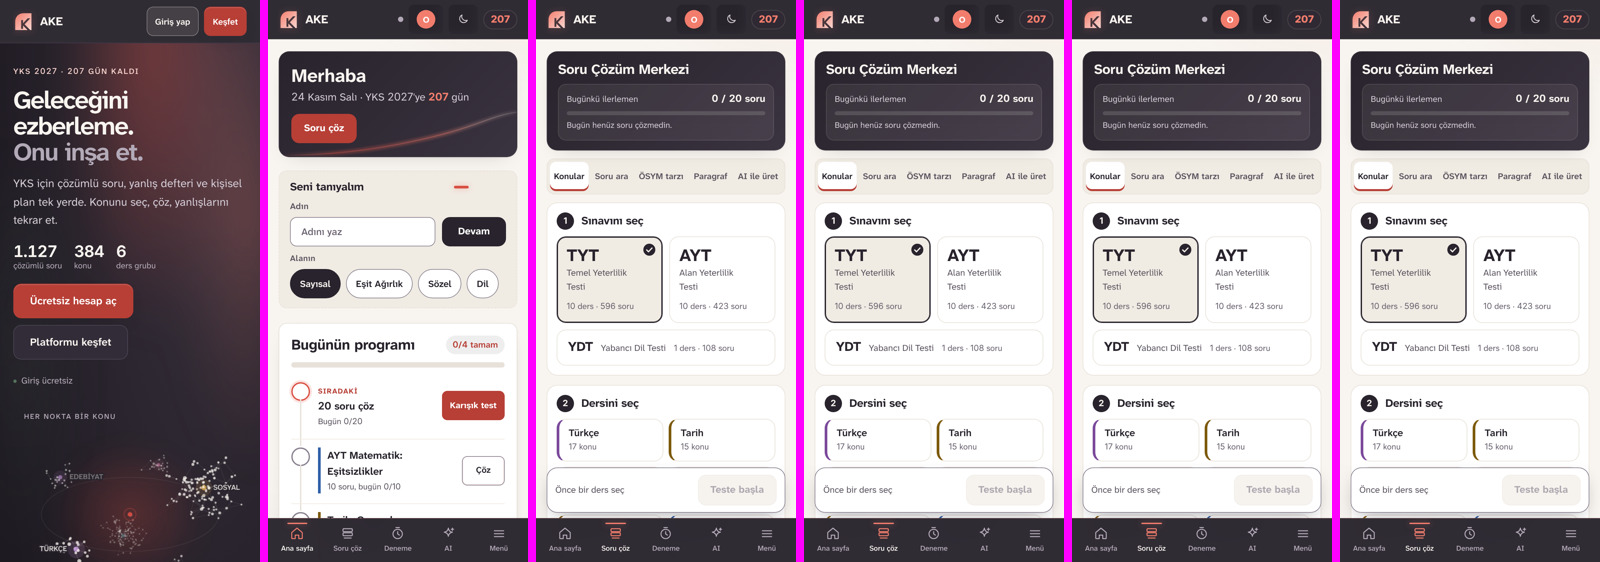 AKE
Giriş yap
Keşfet
YKS 2027 · 207 GÜN KALDI
Geleceğini
ezberleme.
Onu inşa et.
YKS için çözümlü soru, yanlış defteri ve kişisel
plan tek yerde. Konunu seç, çöz, yanlışlarını
tekrar et.
1.127 384 6
çözümlü soru konu ders grubu
Ücretsiz hesap aç
Platformu keşfet
Giriş ücretsiz
HER NOKTA BİR KONU
EDEBİYAT
SOSYAL
TÜRKÇE
AKE
O
207
Merhaba
24 Kasım Salı · YKS 2027'ye 207 gün
Soru çöz
Seni tanıyalım
Adın
Adını yaz
Devam
Alanın
Sayısal Eşit Ağırlık Sözel Dil
Bugünün programı
0/4 tamam
SIRADAKİ
20 soru çöz
Bugün 0/20
Karışık test
AYT Matematik:
Eşitsizlikler
10 soru, bugün 0/10
Çöz
Ana sayfa Soru çöz Deneme AI Menü
AKE
O
207
Soru Çözüm Merkezi
Bugünkü ilerlemen 0 / 20 soru
Bugün henüz soru çözmedin.
Konular Soru ara ÖSYM tarzı Paragraf AI ile üret
1 Sınavını seç
TYT
Temel Yeterlilik
Testi
10 ders · 596 soru
AYT
Alan Yeterlilik
Testi
10 ders · 423 soru
YDT Yabancı Dil Testi 1 ders · 108 soru
2 Dersini seç
Türkçe
17 konu
Tarih
15 konu
Önce bir ders seç
Teste başla
Ana sayfa Soru çöz Deneme AI Menü
AKE
O
207
Soru Çözüm Merkezi
Bugünkü ilerlemen 0 / 20 soru
Bugün henüz soru çözmedin.
Konular Soru ara ÖSYM tarzı Paragraf AI ile üret
1 Sınavını seç
TYT
Temel Yeterlilik
Testi
10 ders · 596 soru
AYT
Alan Yeterlilik
Testi
10 ders · 423 soru
YDT Yabancı Dil Testi 1 ders · 108 soru
2 Dersini seç
Türkçe
17 konu
Tarih
15 konu
Önce bir ders seç
Teste başla
Ana sayfa Soru çöz Deneme AI Menü
AKE
O
207
Soru Çözüm Merkezi
Bugünkü ilerlemen 0 / 20 soru
Bugün henüz soru çözmedin.
Konular Soru ara ÖSYM tarzı Paragraf AI ile üret
1 Sınavını seç
TYT
Temel Yeterlilik
Testi
10 ders · 596 soru
AYT
Alan Yeterlilik
Testi
10 ders · 423 soru
YDT Yabancı Dil Testi 1 ders · 108 soru
2 Dersini seç
Türkçe
17 konu
Tarih
15 konu
Önce bir ders seç
Teste başla
Ana sayfa Soru çöz Deneme AI Menü
AKE
O
207
Soru Çözüm Merkezi
Bugünkü ilerlemen 0 / 20 soru
Bugün henüz soru çözmedin.
Konular Soru ara ÖSYM tarzı Paragraf AI ile üret
1 Sınavını seç
TYT
Temel Yeterlilik
Testi
10 ders · 596 soru
AYT
Alan Yeterlilik
Testi
10 ders · 423 soru
YDT Yabancı Dil Testi 1 ders · 108 soru
2 Dersini seç
Türkçe
17 konu
Tarih
15 konu
Önce bir ders seç
Teste başla
Ana sayfa Soru çöz Deneme AI Menü